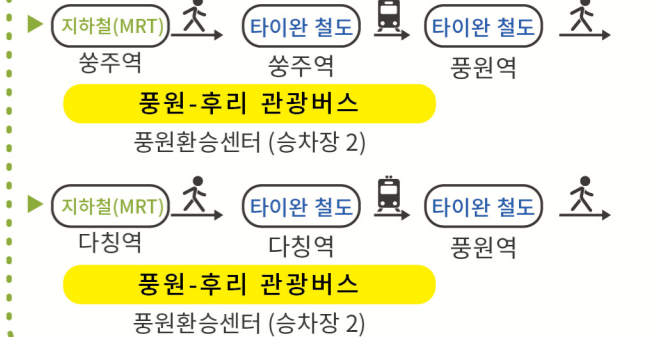 지하철(MRT) 타이완 철도 타이완 철도
쑹주역 쑹주역 풍원역
풍원-후리 관광버스
풍원환승센터 (승차장 2)
지하철(MRT) 타이완 철도 타이완 철도
다칭역 다칭역 풍원역
풍원-후리 관광버스
풍원환승센터 (승차장 2)